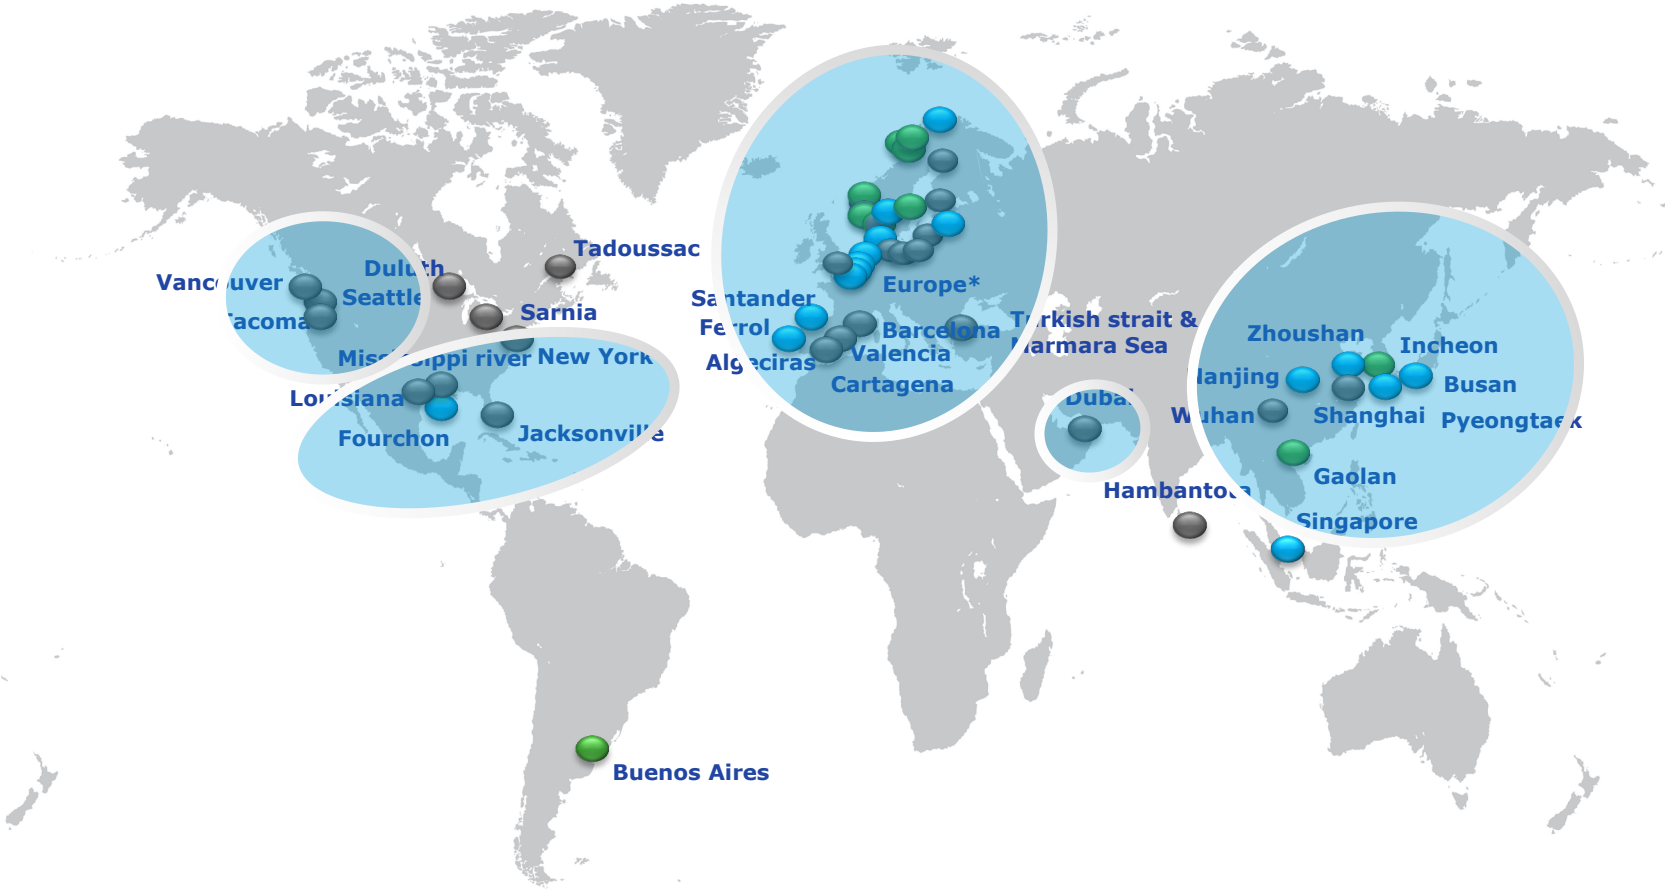 Tadoussac
Duluth
Vancouver
Seattle
Sarnia
Tacoma
Mississippi river
New York
Louisiana
Fourchon
Jacksonville
Buenos Aires
Europe*
Santander
Ferrol
Algeciras
Barcelona
Valencia
Cartagena
Turkish strait &
Marmara Sea
Dubai
Hambantota
Zhoushan
Incheon
Nanjing
Busan
Wuhan
Shanghai
Pyeongtaek
Gaolan
Singapore